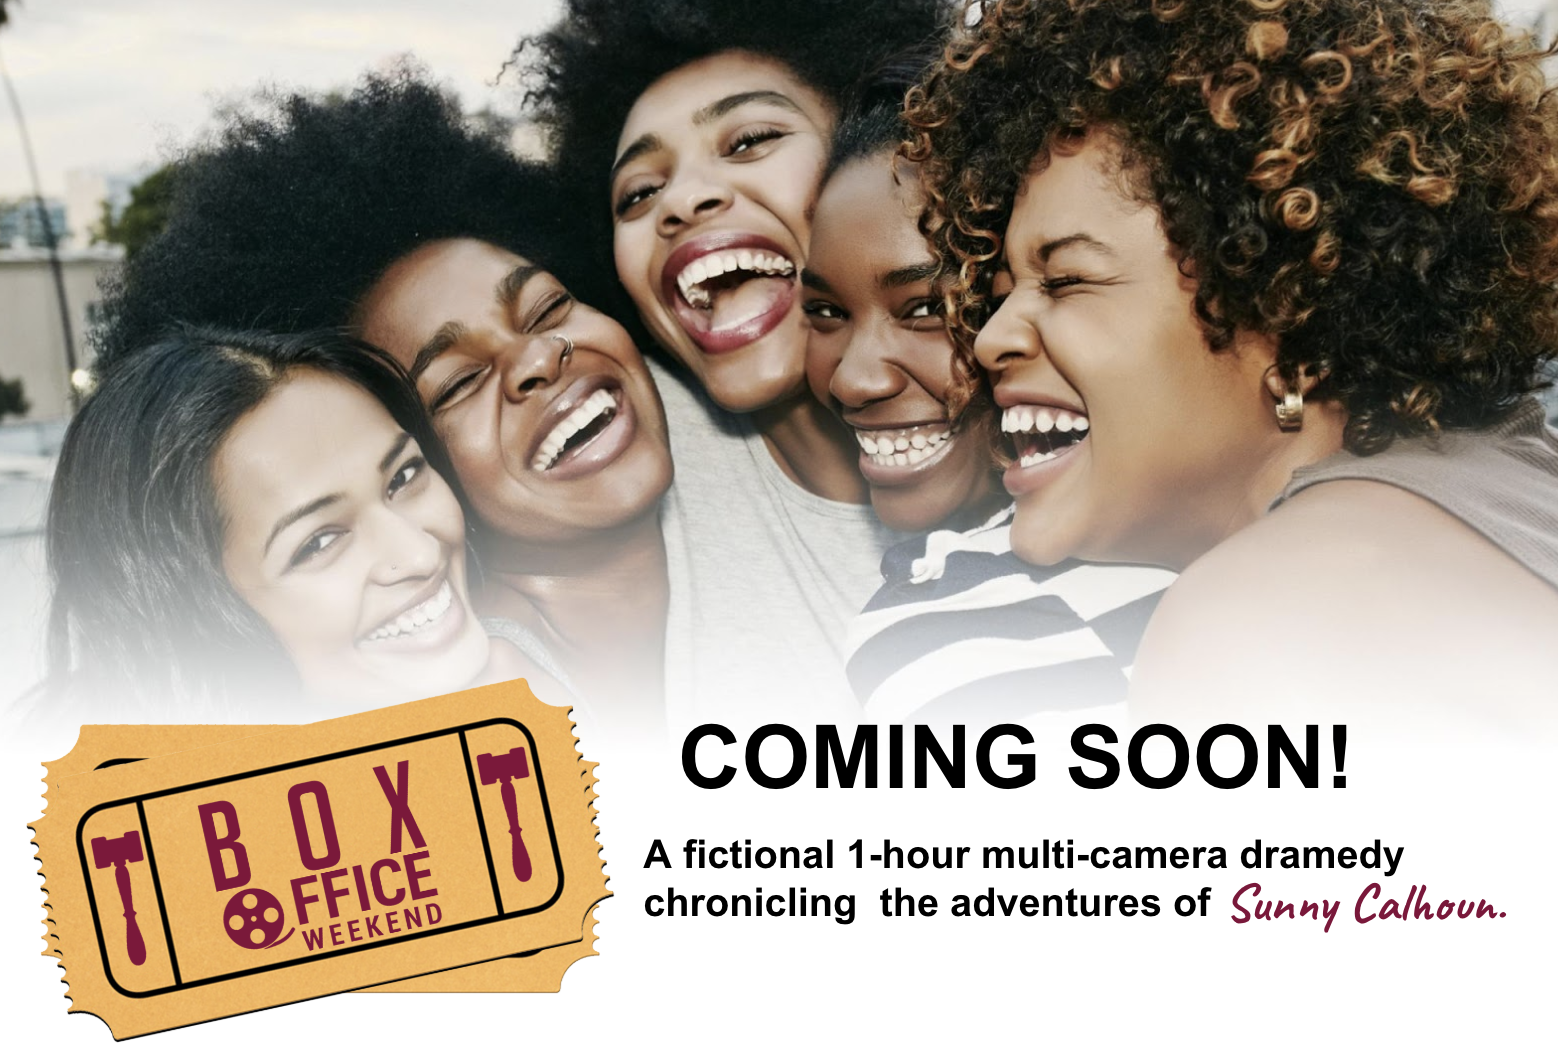 BOX
OFFICE
WEEKEND
COMING SOON!
A fictional 1-hour multi-camera dramedy
chronicling the adventures of Sunny Calhoun.